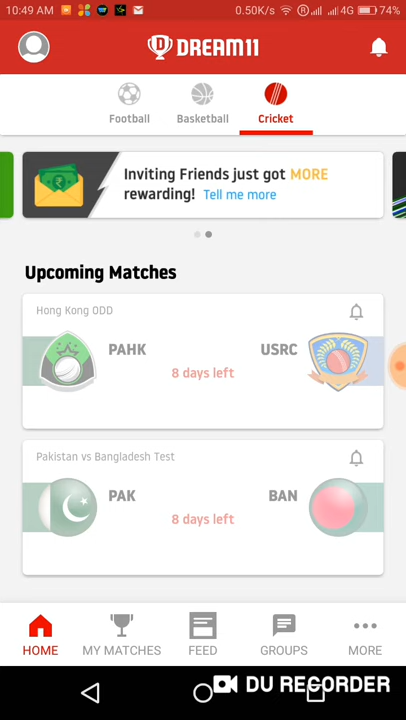 10:49 AM 0.50K/s R 4G 74%
DREAM11
Football Basketball Cricket
Inviting Friends just got MORE
rewarding! Tell me more
Upcoming Matches
Hong Kong ODD
PAHK USRC
8 days left
Pakistan vs Bangladesh Test
PAK BAN
8 days left
HOME MY MATCHES FEED GROUPS MORE
DU RECORDER